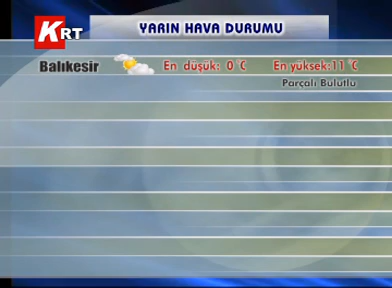 KRT YARIN HAVA DURUMU
Balıkesir En düşük: 0 °C En yüksek:11 °C
Parçalı Bulutlu